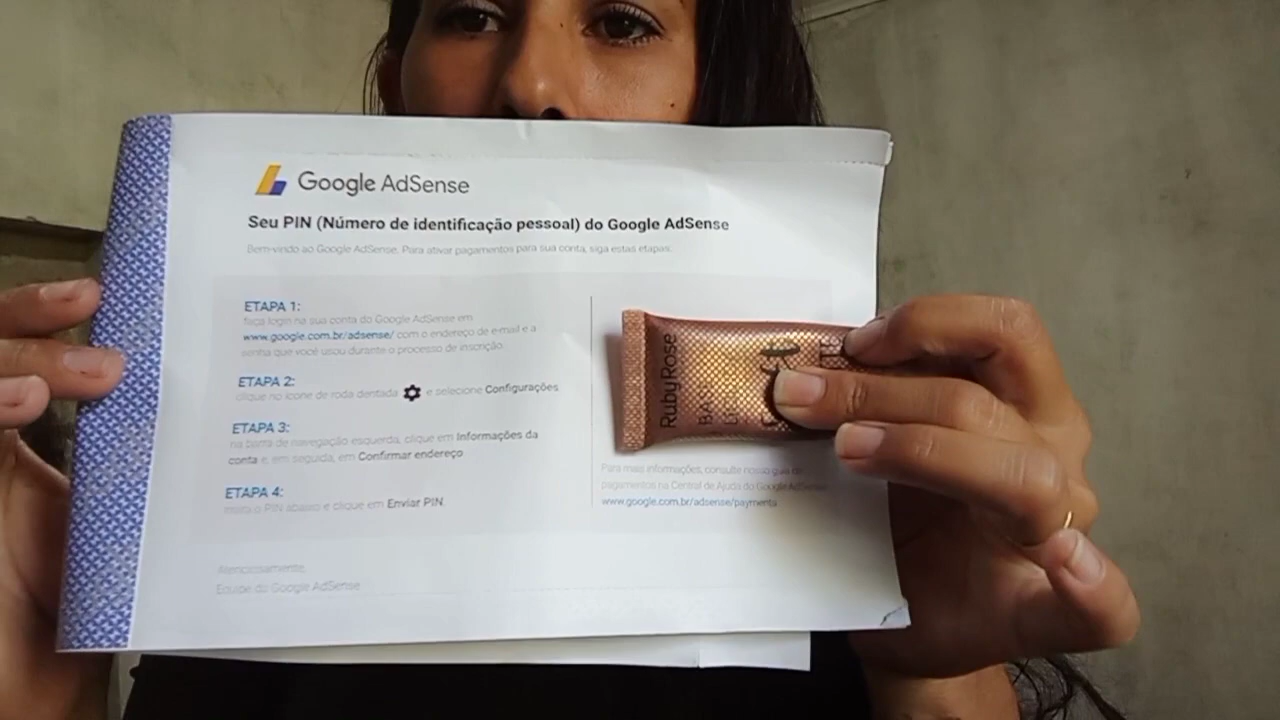 Google AdSense
Seu PIN (Número de identificação pessoal) do Google AdSense
Bem-vindo ao Google AdSense. Para ativar pagamentos para sua conta, siga estas etapas:
ETAPA 1:
faça login na sua conta do Google AdSense em
www.google.com.br/adsense/ com o endereço de e-mail e a
senha que você usou durante o processo de inscrição.
ETAPA 2:
clique no ícone de roda dentada e selecione Configurações
ETAPA 3:
na barra de navegação esquerda, clique em Informações da
conta e, em seguida, em Confirmar endereço
ETAPA 4:
insira o PIN abaixo e clique em Enviar PIN.
RubyRose
Para mais informações, consulte nosso guia de
pagamentos na Central de Ajuda do Google AdSense
www.google.com.br/adsense/payments
Atenciosamente,
Equipe do Google AdSense